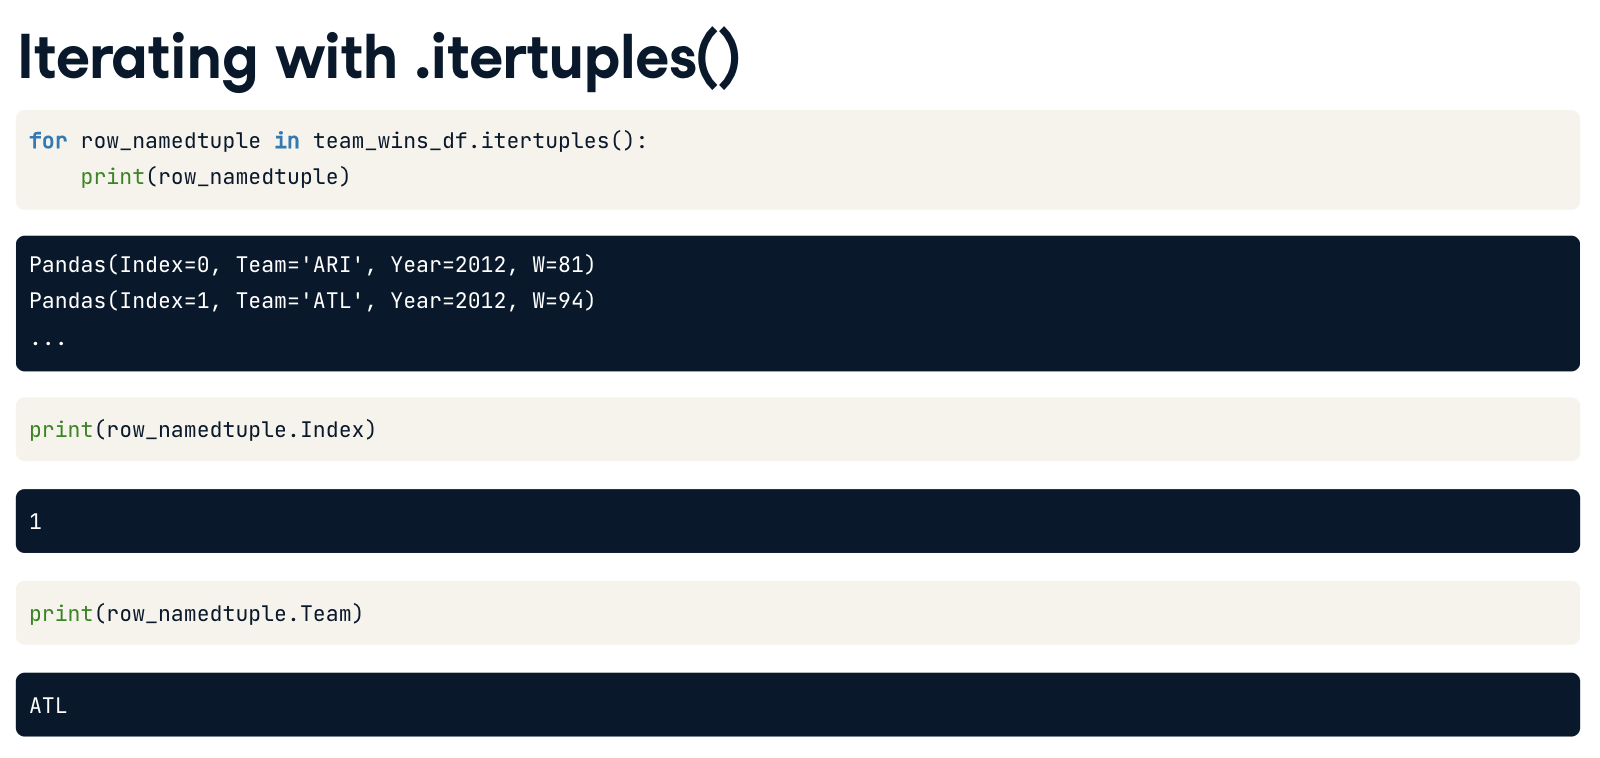 Iterating with .itertuples()
for row_namedtuple in team_wins_df.itertuples():
    print(row_namedtuple)
Pandas(Index=0, Team='ARI', Year=2012, W=81)
Pandas(Index=1, Team='ATL', Year=2012, W=94)
...
print(row_namedtuple.Index)
1
print(row_namedtuple.Team)
ATL